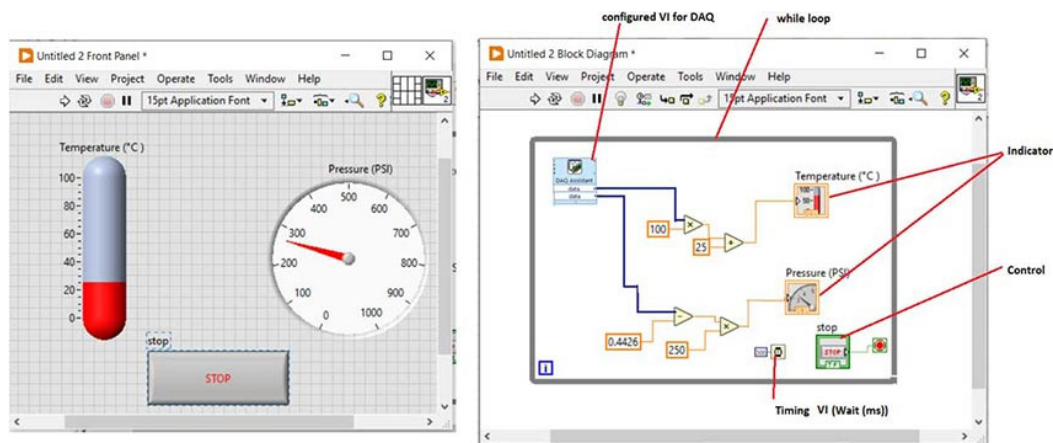 configured VI for DAQ
while loop
Untitled 2 Front Panel *
File Edit View Project Operate Tools Window Help
15pt Application Font
2
Temperature (°C )
100
80
60
40
20
0
Pressure (PSI)
0
100
200
300
400
500
600
700
800
900
1000
stop
STOP
Untitled 2 Block Diagram *
File Edit View Project Operate Tools Window Help
15pt Application Font
2
DAQ Assistant
data
data
Temperature (°C )
100
50
100
25
Pressure (PSI)
0.4426
250
stop
STOP
i
Indicator
Control
Timing VI (Wait (ms))